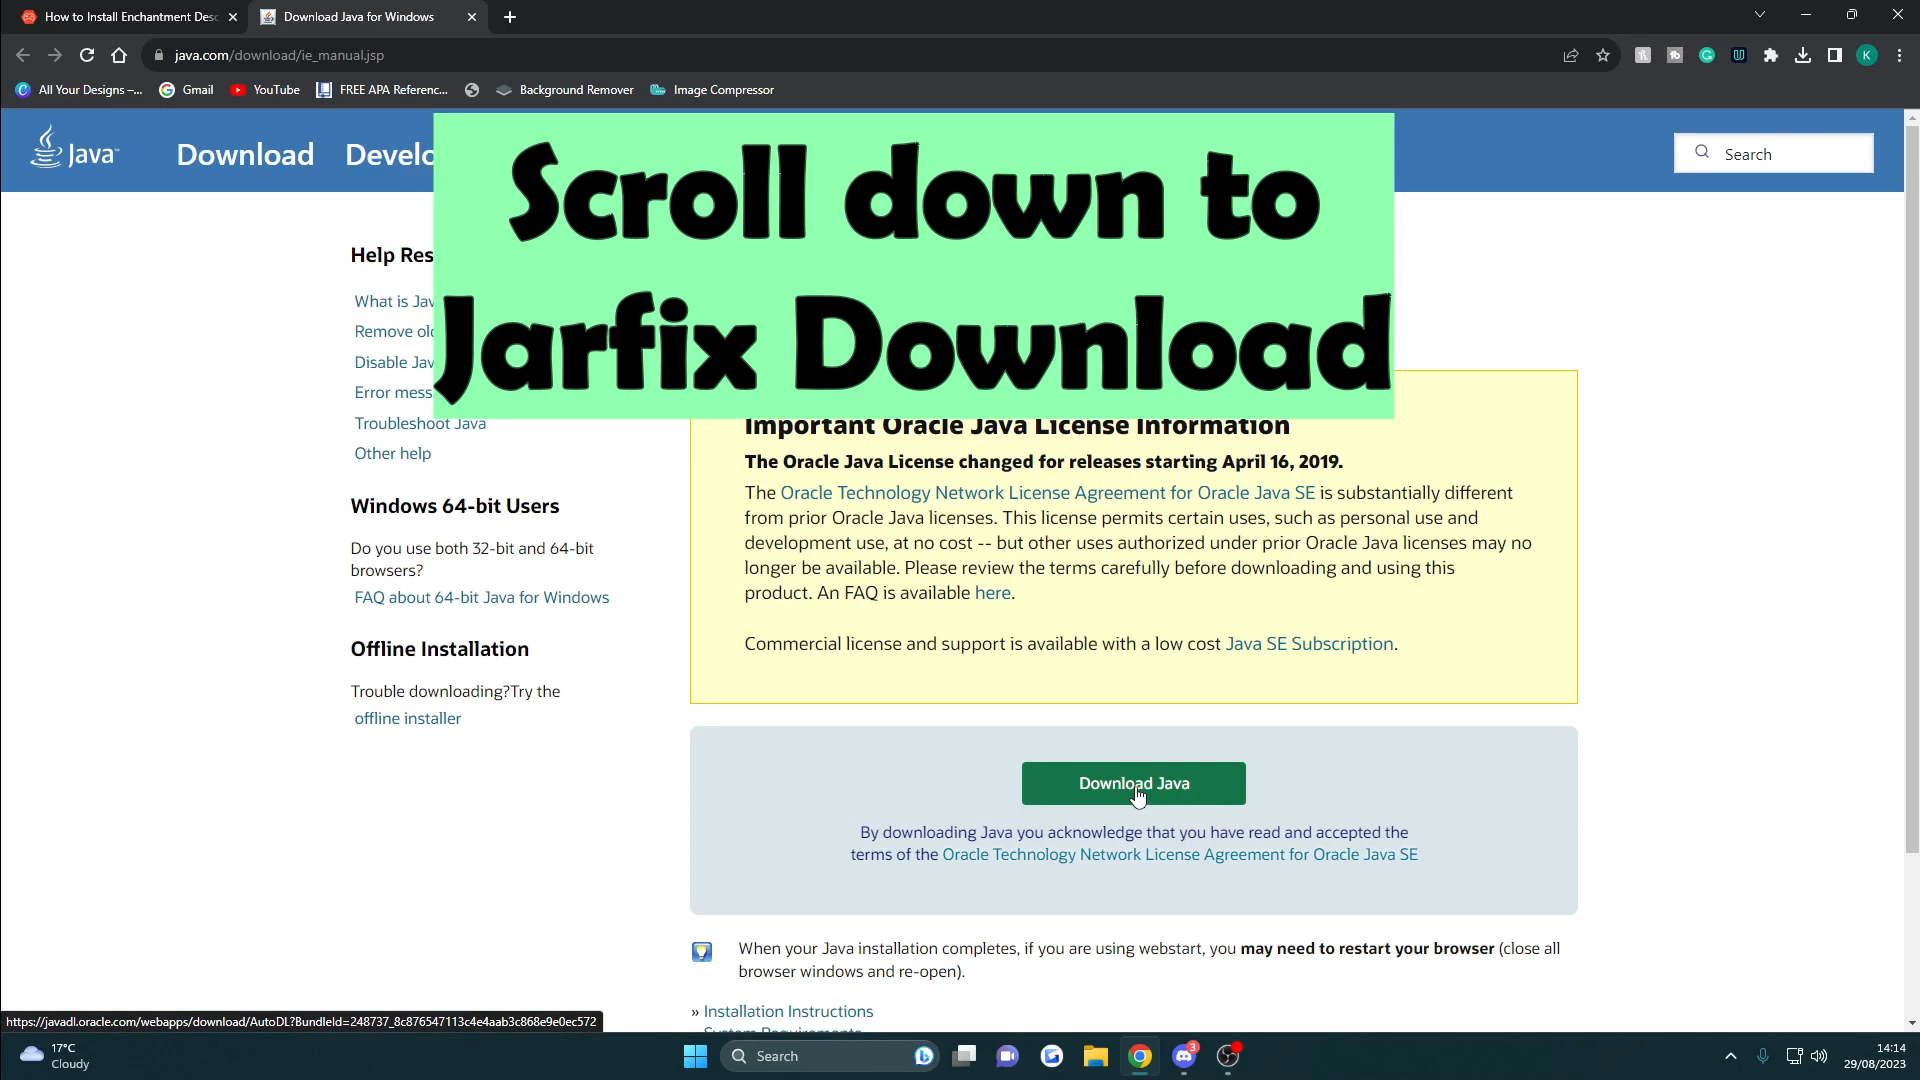 How to Install Enchantment Desc
Download Java for Windows
java.com/download/ie_manual.jsp
K
All Your Designs –...
Gmail
YouTube
FREE APA Referenc...
Background Remover
Image Compressor
Java
Download
Develo
Search
Scroll down to
Jarfix Download
Help Res
What is Jav
Remove old
Disable Jav
Error mess
Troubleshoot Java
Other help
Windows 64-bit Users
Do you use both 32-bit and 64-bit
browsers?
FAQ about 64-bit Java for Windows
Offline Installation
Trouble downloading?Try the
offline installer
Important Oracle Java License Information
The Oracle Java License changed for releases starting April 16, 2019.
The Oracle Technology Network License Agreement for Oracle Java SE is substantially different
from prior Oracle Java licenses. This license permits certain uses, such as personal use and
development use, at no cost -- but other uses authorized under prior Oracle Java licenses may no
longer be available. Please review the terms carefully before downloading and using this
product. An FAQ is available here.
Commercial license and support is available with a low cost Java SE Subscription.
Download Java
By downloading Java you acknowledge that you have read and accepted the
terms of the Oracle Technology Network License Agreement for Oracle Java SE
When your Java installation completes, if you are using webstart, you may need to restart your browser (close all
browser windows and re-open).
» Installation Instructions
System Requirements
https://javadl.oracle.com/webapps/download/AutoDL?BundleId=248737_8c876547113c4e4aab3c868e9e0ec572
17°C
Cloudy
Search
3
14:14
29/08/2023